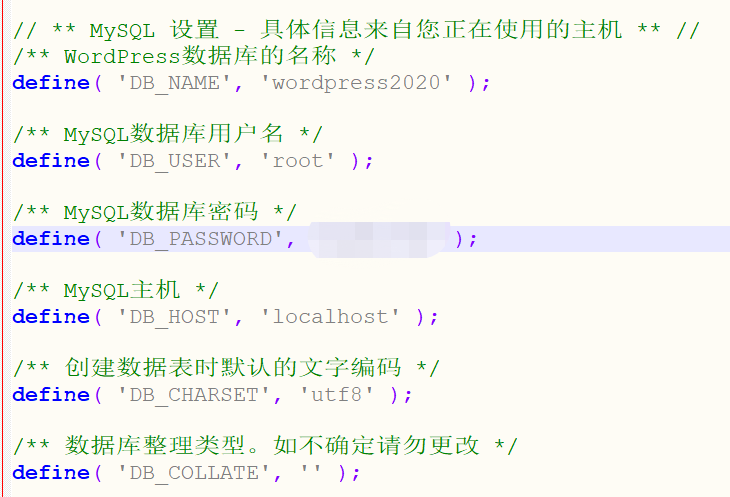 // ** MySQL 设置 - 具体信息来自您正在使用的主机 ** //
/** WordPress数据库的名称 */
define( 'DB_NAME', 'wordpress2020' );
/** MySQL数据库用户名 */
define( 'DB_USER', 'root' );
/** MySQL数据库密码 */
define( 'DB_PASSWORD', );
/** MySQL主机 */
define( 'DB_HOST', 'localhost' );
/** 创建数据表时默认的文字编码 */
define( 'DB_CHARSET', 'utf8' );
/** 数据库整理类型。如不确定请勿更改 */
define( 'DB_COLLATE', '' );